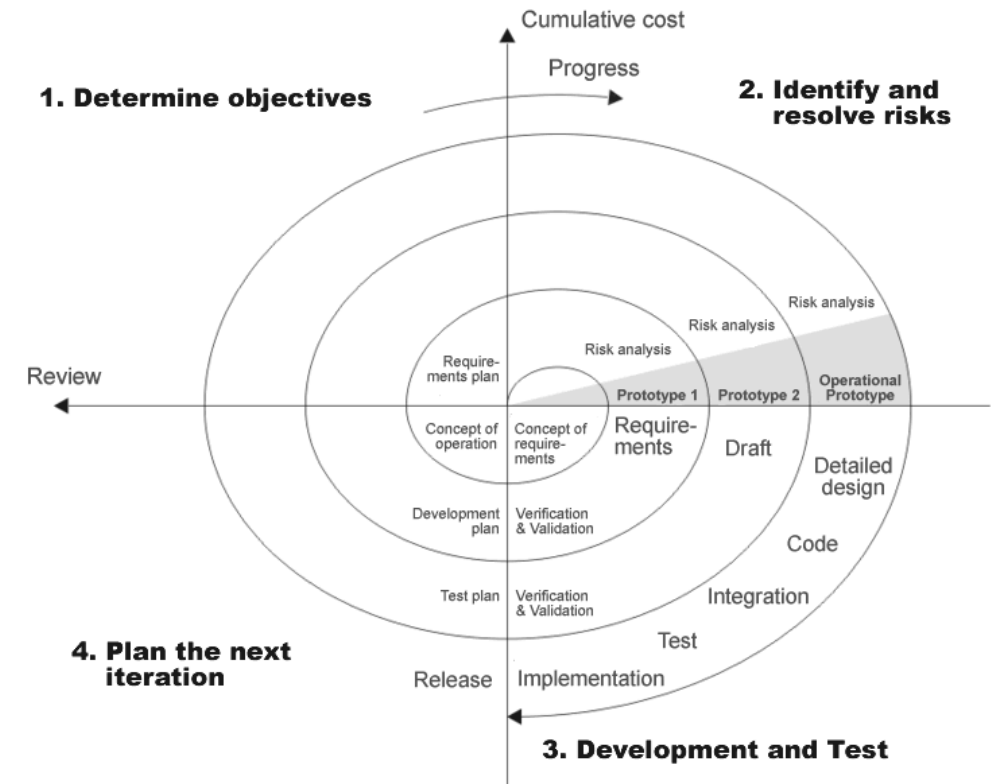 Cumulative cost
Progress
1. Determine objectives
2. Identify and
resolve risks
Risk analysis
Risk analysis
Risk analysis
Require-
ments plan
Review
Prototype 1
Prototype 2
Operational
Prototype
Concept of
operation
Concept of
require-
ments
Require-
ments
Draft
Detailed
design
Development
plan
Verification
& Validation
Code
Test plan
Verification
& Validation
Integration
Test
4. Plan the next
iteration
Release
Implementation
3. Development and Test